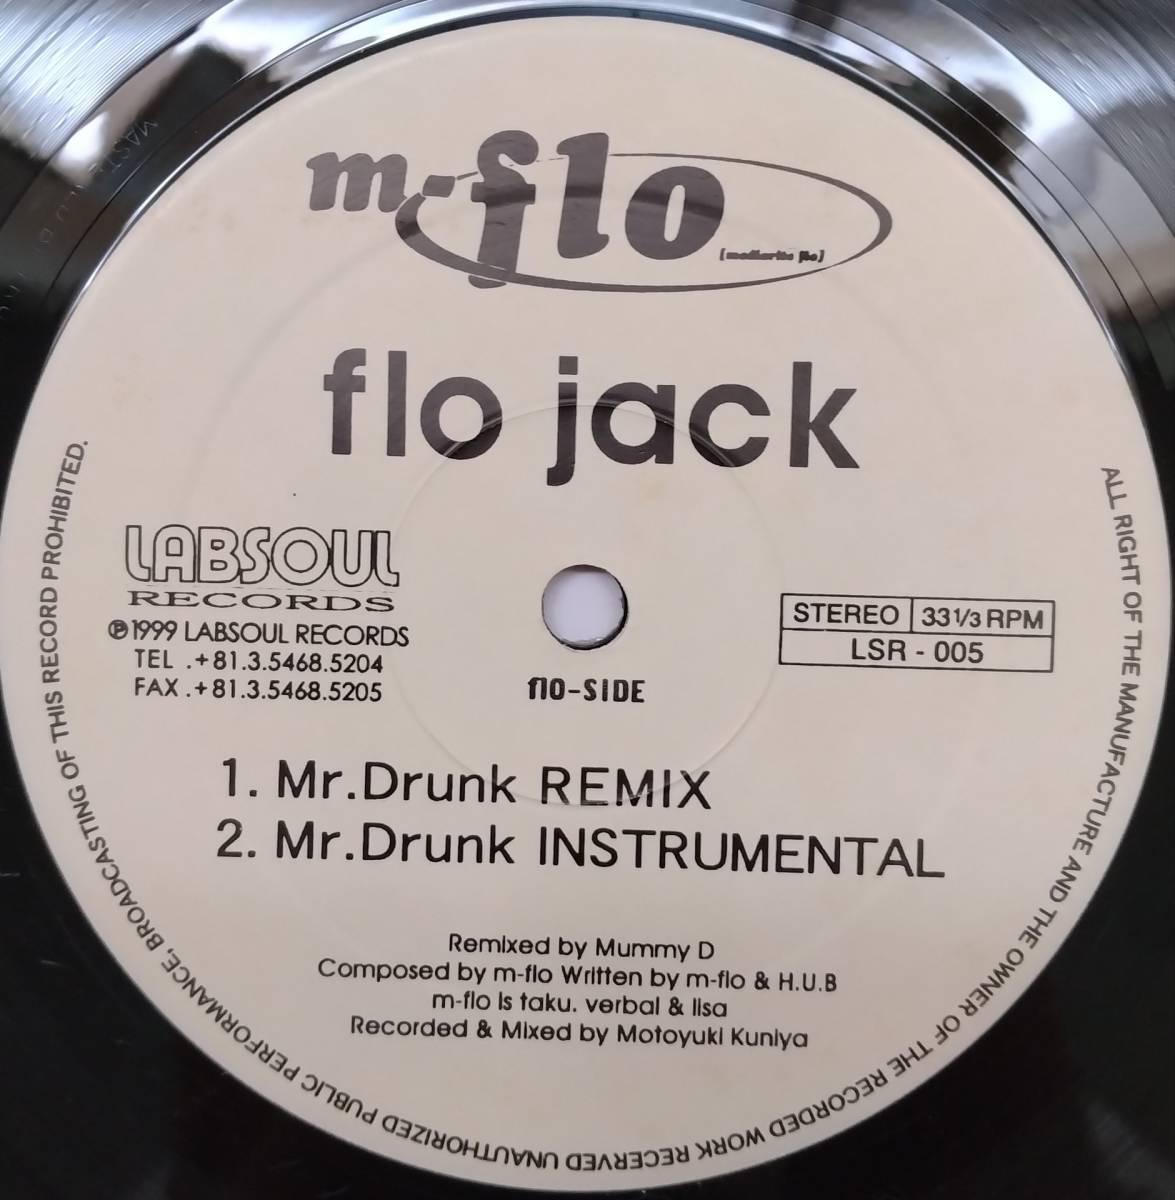 m-flo
[mediarite flo]
flo jack
LABSOUL
RECORDS
℗1999 LABSOUL RECORDS
TEL .+81.3.5468.5204
FAX .+81.3.5468.5205
flo-SIDE
STEREO 33 1/3 RPM
LSR - 005
1. Mr.Drunk REMIX
2. Mr.Drunk INSTRUMENTAL
Remixed by Mummy D
Composed by m-flo Written by m-flo & H.U.B
m-flo is taku. verbal & lisa
Recorded & Mixed by Motoyuki Kuniya
ALL RIGHT OF THE MANUFACTURE AND THE OWNER OF THE RECORDED WORK RECERVED UNAUTHORIZED PUBLIC PERFORMANCE, BROADCASTING OF THIS RECORD PROHIBITED.